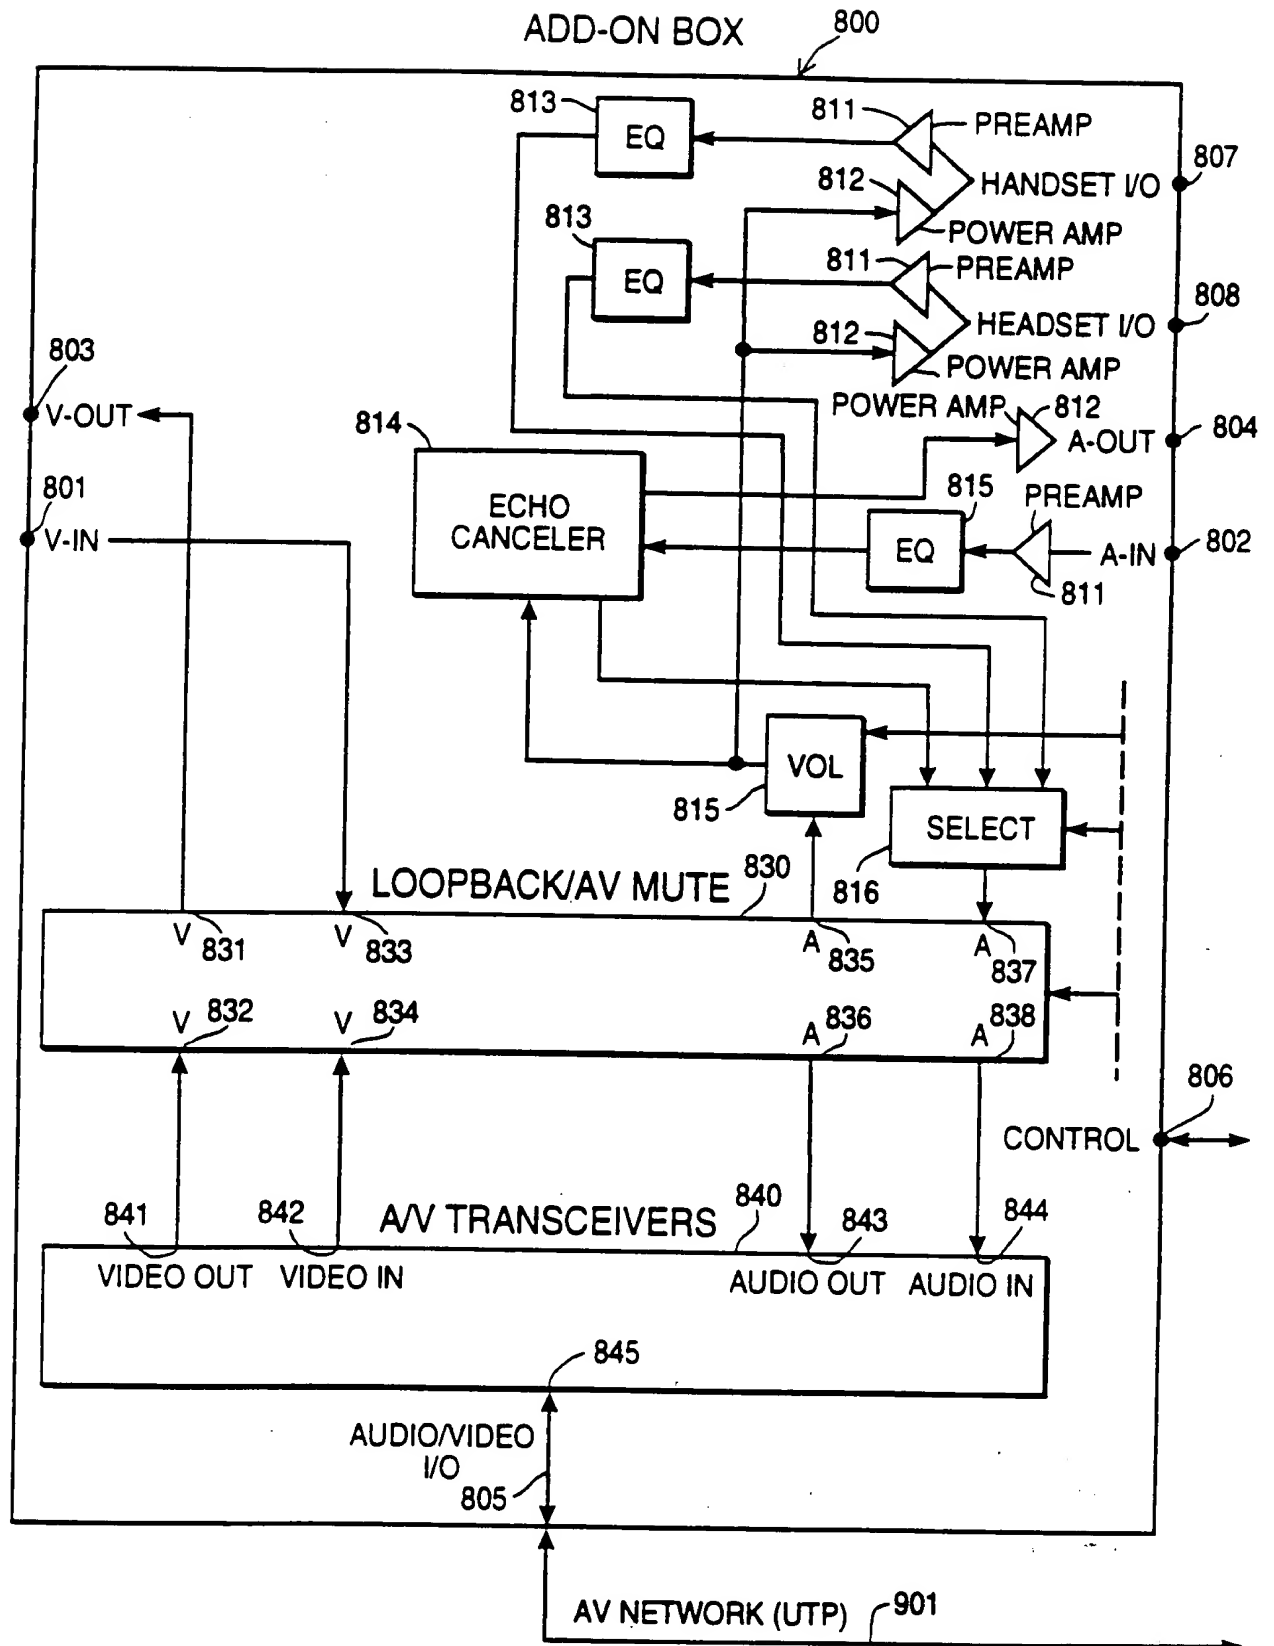 ADD-ON BOX
800
813
EQ
811
PREAMP
807
812
HANDSET I/O
813
POWER AMP
EQ
811
PREAMP
808
812
HEADSET I/O
803
POWER AMP
V-OUT
POWER AMP
812
814
A-OUT
804
801
ECHO
CANCELER
815
PREAMP
V-IN
EQ
A-IN
802
811
VOL
815
SELECT
816
LOOPBACK/AV MUTE
830
V
831
V
833
A
835
A
837
V
832
V
834
A
836
A
838
806
CONTROL
841
842
A/V TRANSCEIVERS
840
843
844
VIDEO OUT
VIDEO IN
AUDIO OUT
AUDIO IN
845
AUDIO/VIDEO
I/O
805
AV NETWORK (UTP)
901